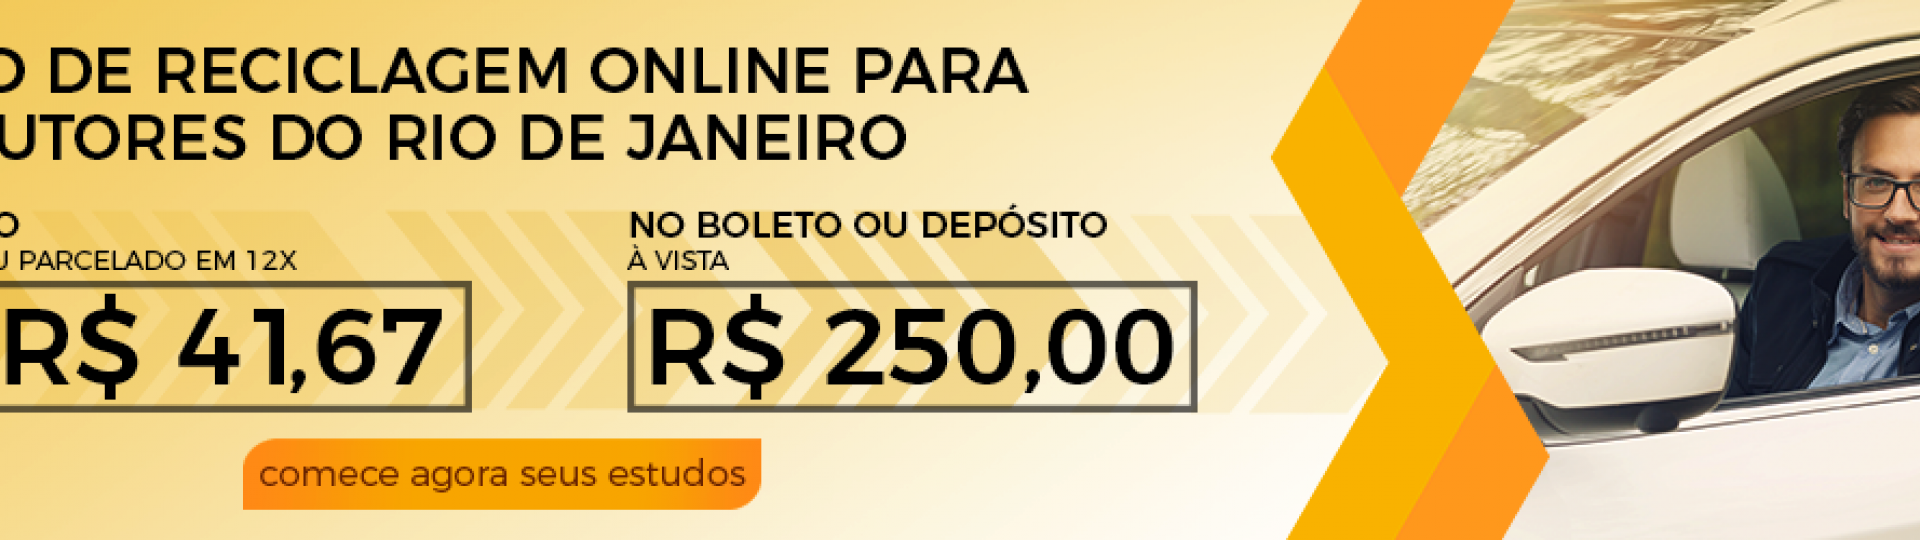 O DE RECICLAGEM ONLINE PARA
UTORES DO RIO DE JANEIRO
O
U PARCELADO EM 12X
R$ 41,67
NO BOLETO OU DEPÓSITO
À VISTA
R$ 250,00
comece agora seus estudos